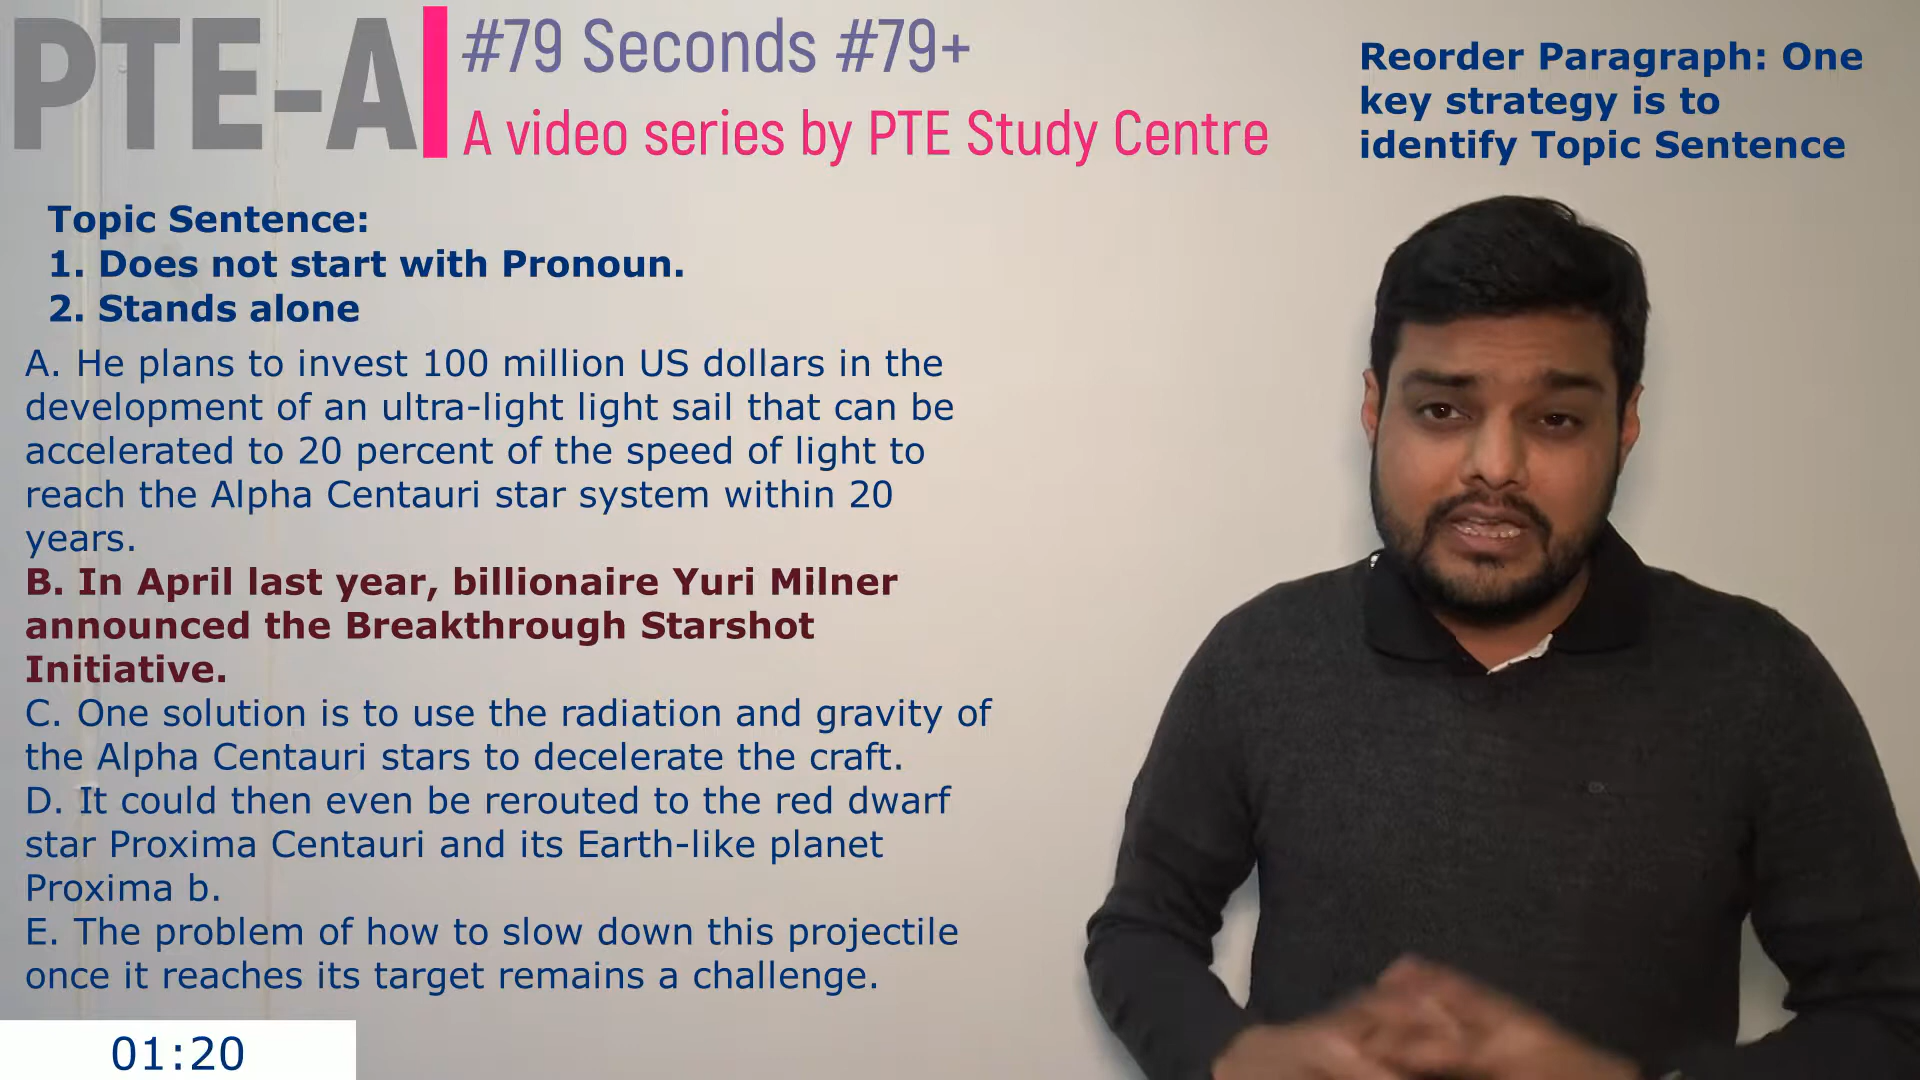 PTE-A
#79 Seconds #79+
A video series by PTE Study Centre
Reorder Paragraph: One
key strategy is to
identify Topic Sentence
Topic Sentence:
1. Does not start with Pronoun.
2. Stands alone
A. He plans to invest 100 million US dollars in the
development of an ultra-light light sail that can be
accelerated to 20 percent of the speed of light to
reach the Alpha Centauri star system within 20
years.
B. In April last year, billionaire Yuri Milner
announced the Breakthrough Starshot
Initiative.
C. One solution is to use the radiation and gravity of
the Alpha Centauri stars to decelerate the craft.
D. It could then even be rerouted to the red dwarf
star Proxima Centauri and its Earth-like planet
Proxima b.
E. The problem of how to slow down this projectile
once it reaches its target remains a challenge.
01:20